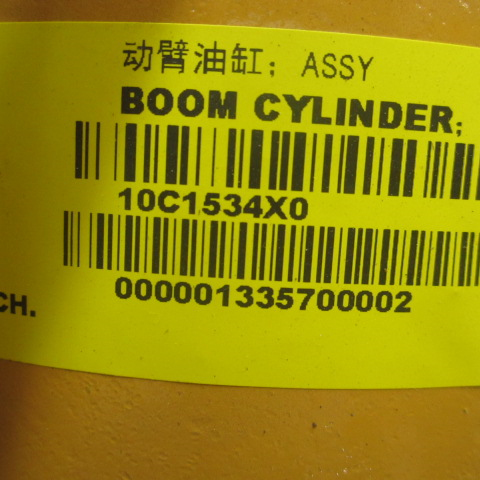 动臂油缸；ASSY
BOOM CYLINDER;
10C1534X0
000001335700002
CH.